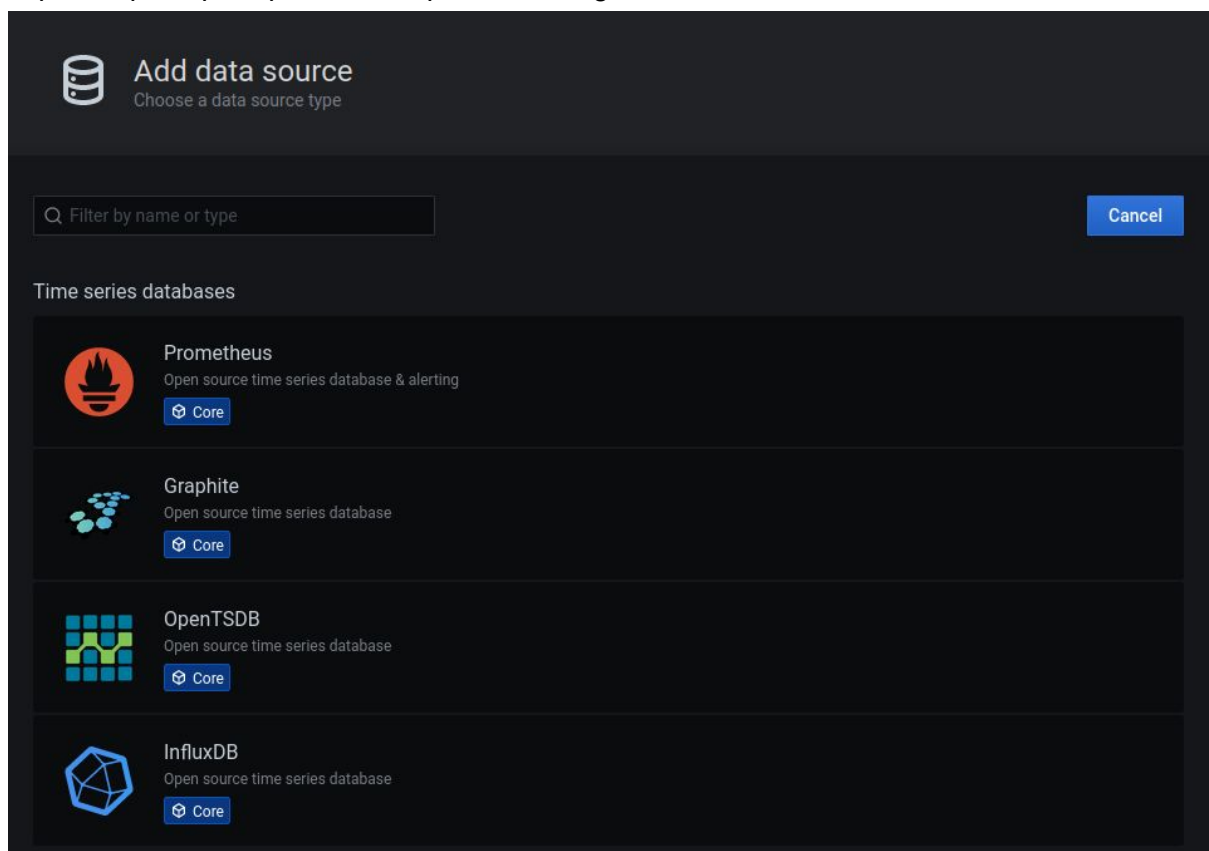 Add data source
Choose a data source type
Filter by name or type
Cancel
Time series databases
Prometheus
Open source time series database & alerting
Core
Graphite
Open source time series database
Core
OpenTSDB
Open source time series database
Core
InfluxDB
Open source time series database
Core